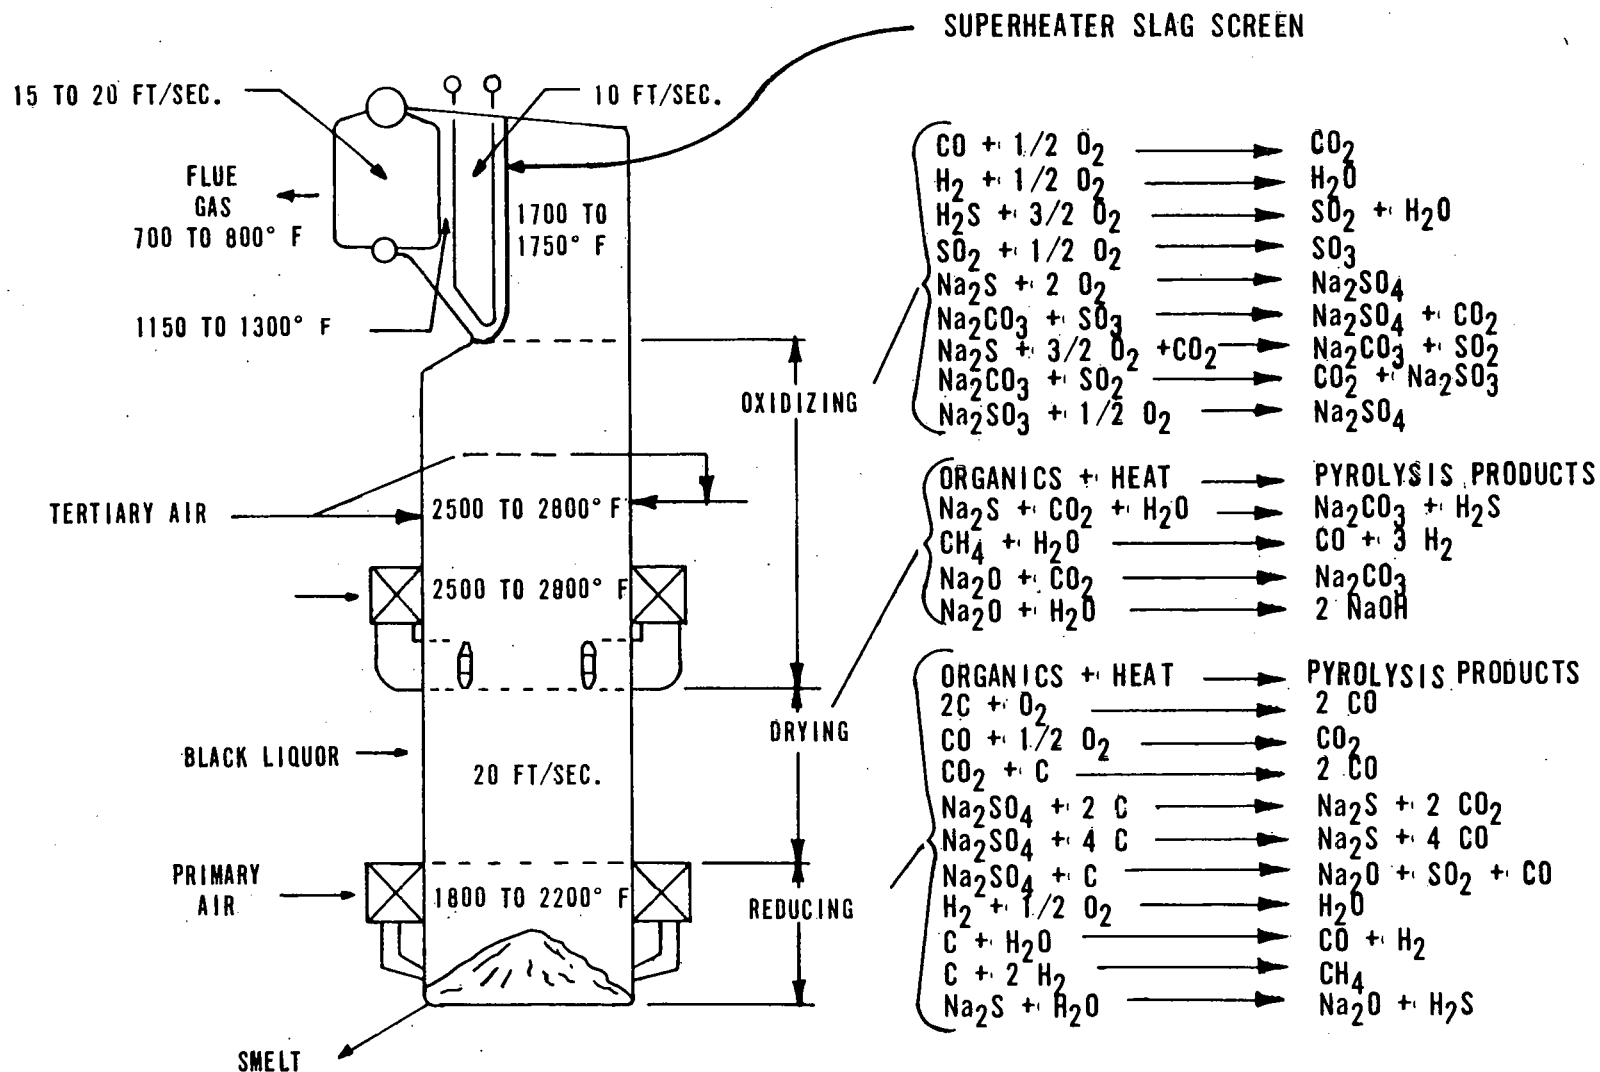 SUPERHEATER SLAG SCREEN
15 TO 20 FT/SEC.
10 FT/SEC.
FLUE
GAS
700 TO 800° F
1700 TO
1750° F
1150 TO 1300° F
OXIDIZING
TERTIARY AIR
2500 TO 2800° F
2500 TO 2800° F
DRYING
BLACK LIQUOR
20 FT/SEC.
PRIMARY
AIR
1800 TO 2200° F
REDUCING
SMELT
CO + 1/2 O2 → CO2
H2 + 1/2 O2 → H2O
H2S + 3/2 O2 → SO2 + H2O
SO2 + 1/2 O2 → SO3
Na2S + 2 O2 → Na2SO4
Na2CO3 + SO3 → Na2SO4 + CO2
Na2S + 3/2 O2 +CO2 → Na2CO3 + SO2
Na2CO3 + SO2 → CO2 + Na2SO3
Na2SO3 + 1/2 O2 → Na2SO4
ORGANICS + HEAT → PYROLYSIS PRODUCTS
Na2S + CO2 + H2O → Na2CO3 + H2S
CH4 + H2O → CO + 3 H2
Na2O + CO2 → Na2CO3
Na2O + H2O → 2 NaOH
ORGANICS + HEAT → PYROLYSIS PRODUCTS
2C + O2 → 2 CO
CO + 1/2 O2 → CO2
CO2 + C → 2 CO
Na2SO4 + 2 C → Na2S + 2 CO2
Na2SO4 + 4 C → Na2S + 4 CO
Na2SO4 + C → Na2O + SO2 + CO
H2 + 1/2 O2 → H2O
C + H2O → CO + H2
C + 2 H2 → CH4
Na2S + H2O → Na2O + H2S